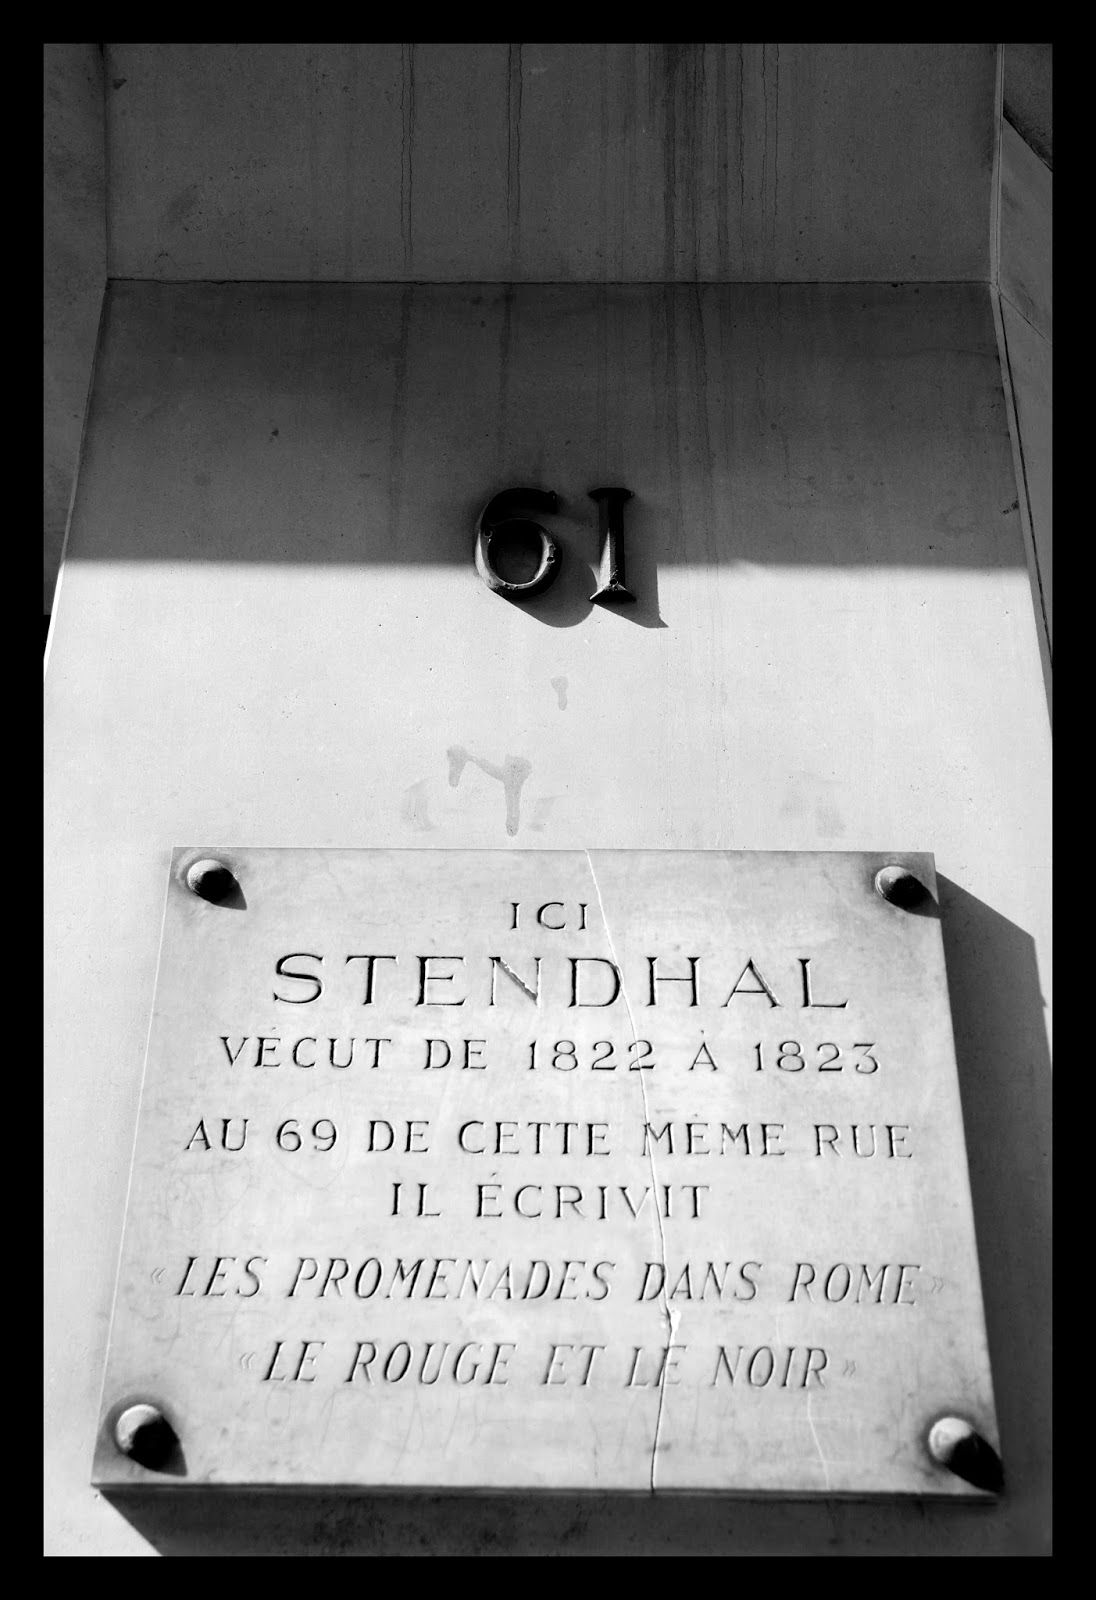 61
ICI
STENDHAL
VÉCUT DE 1822 À 1823
AU 69 DE CETTE MÊME RUE
IL ÉCRIVIT
« LES PROMENADES DANS ROME »
« LE ROUGE ET LE NOIR »